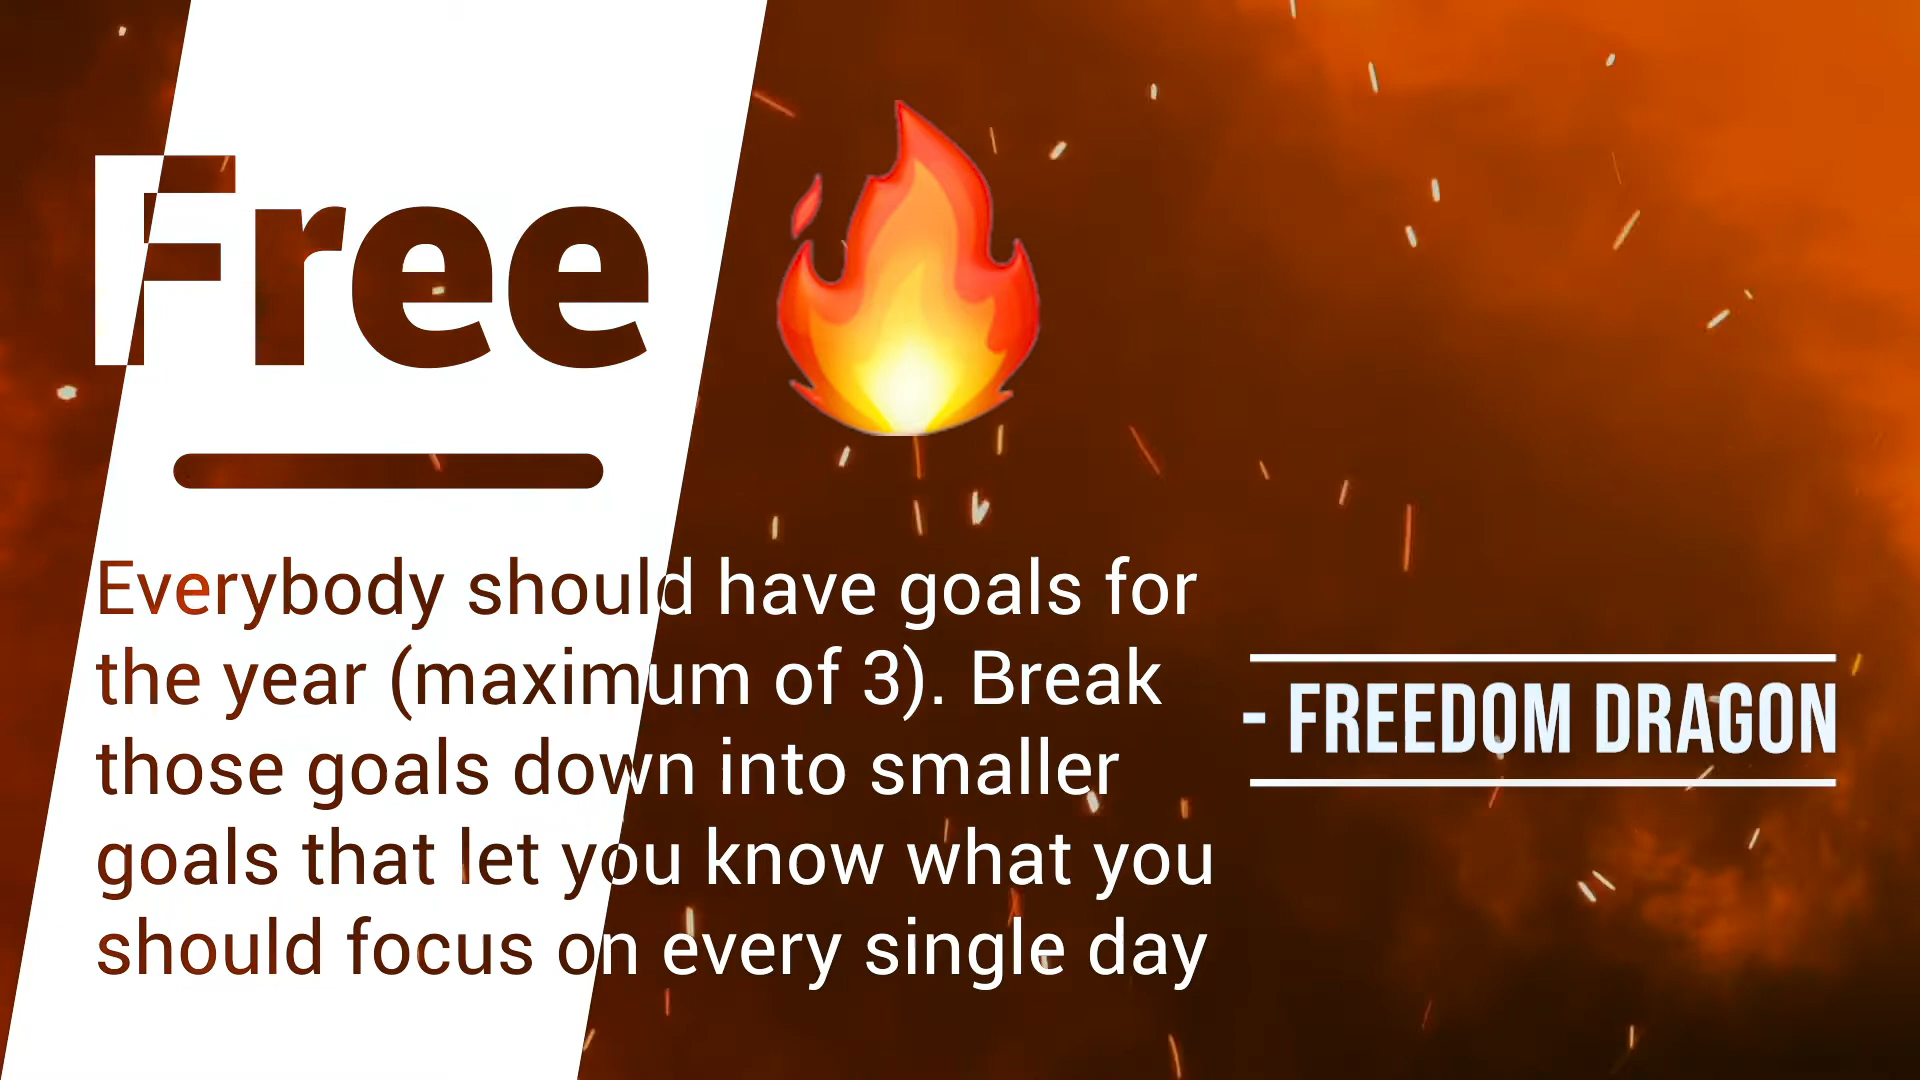 Free
Everybody should have goals for
the year (maximum of 3). Break
those goals down into smaller
goals that let you know what you
should focus on every single day
- FREEDOM DRAGON